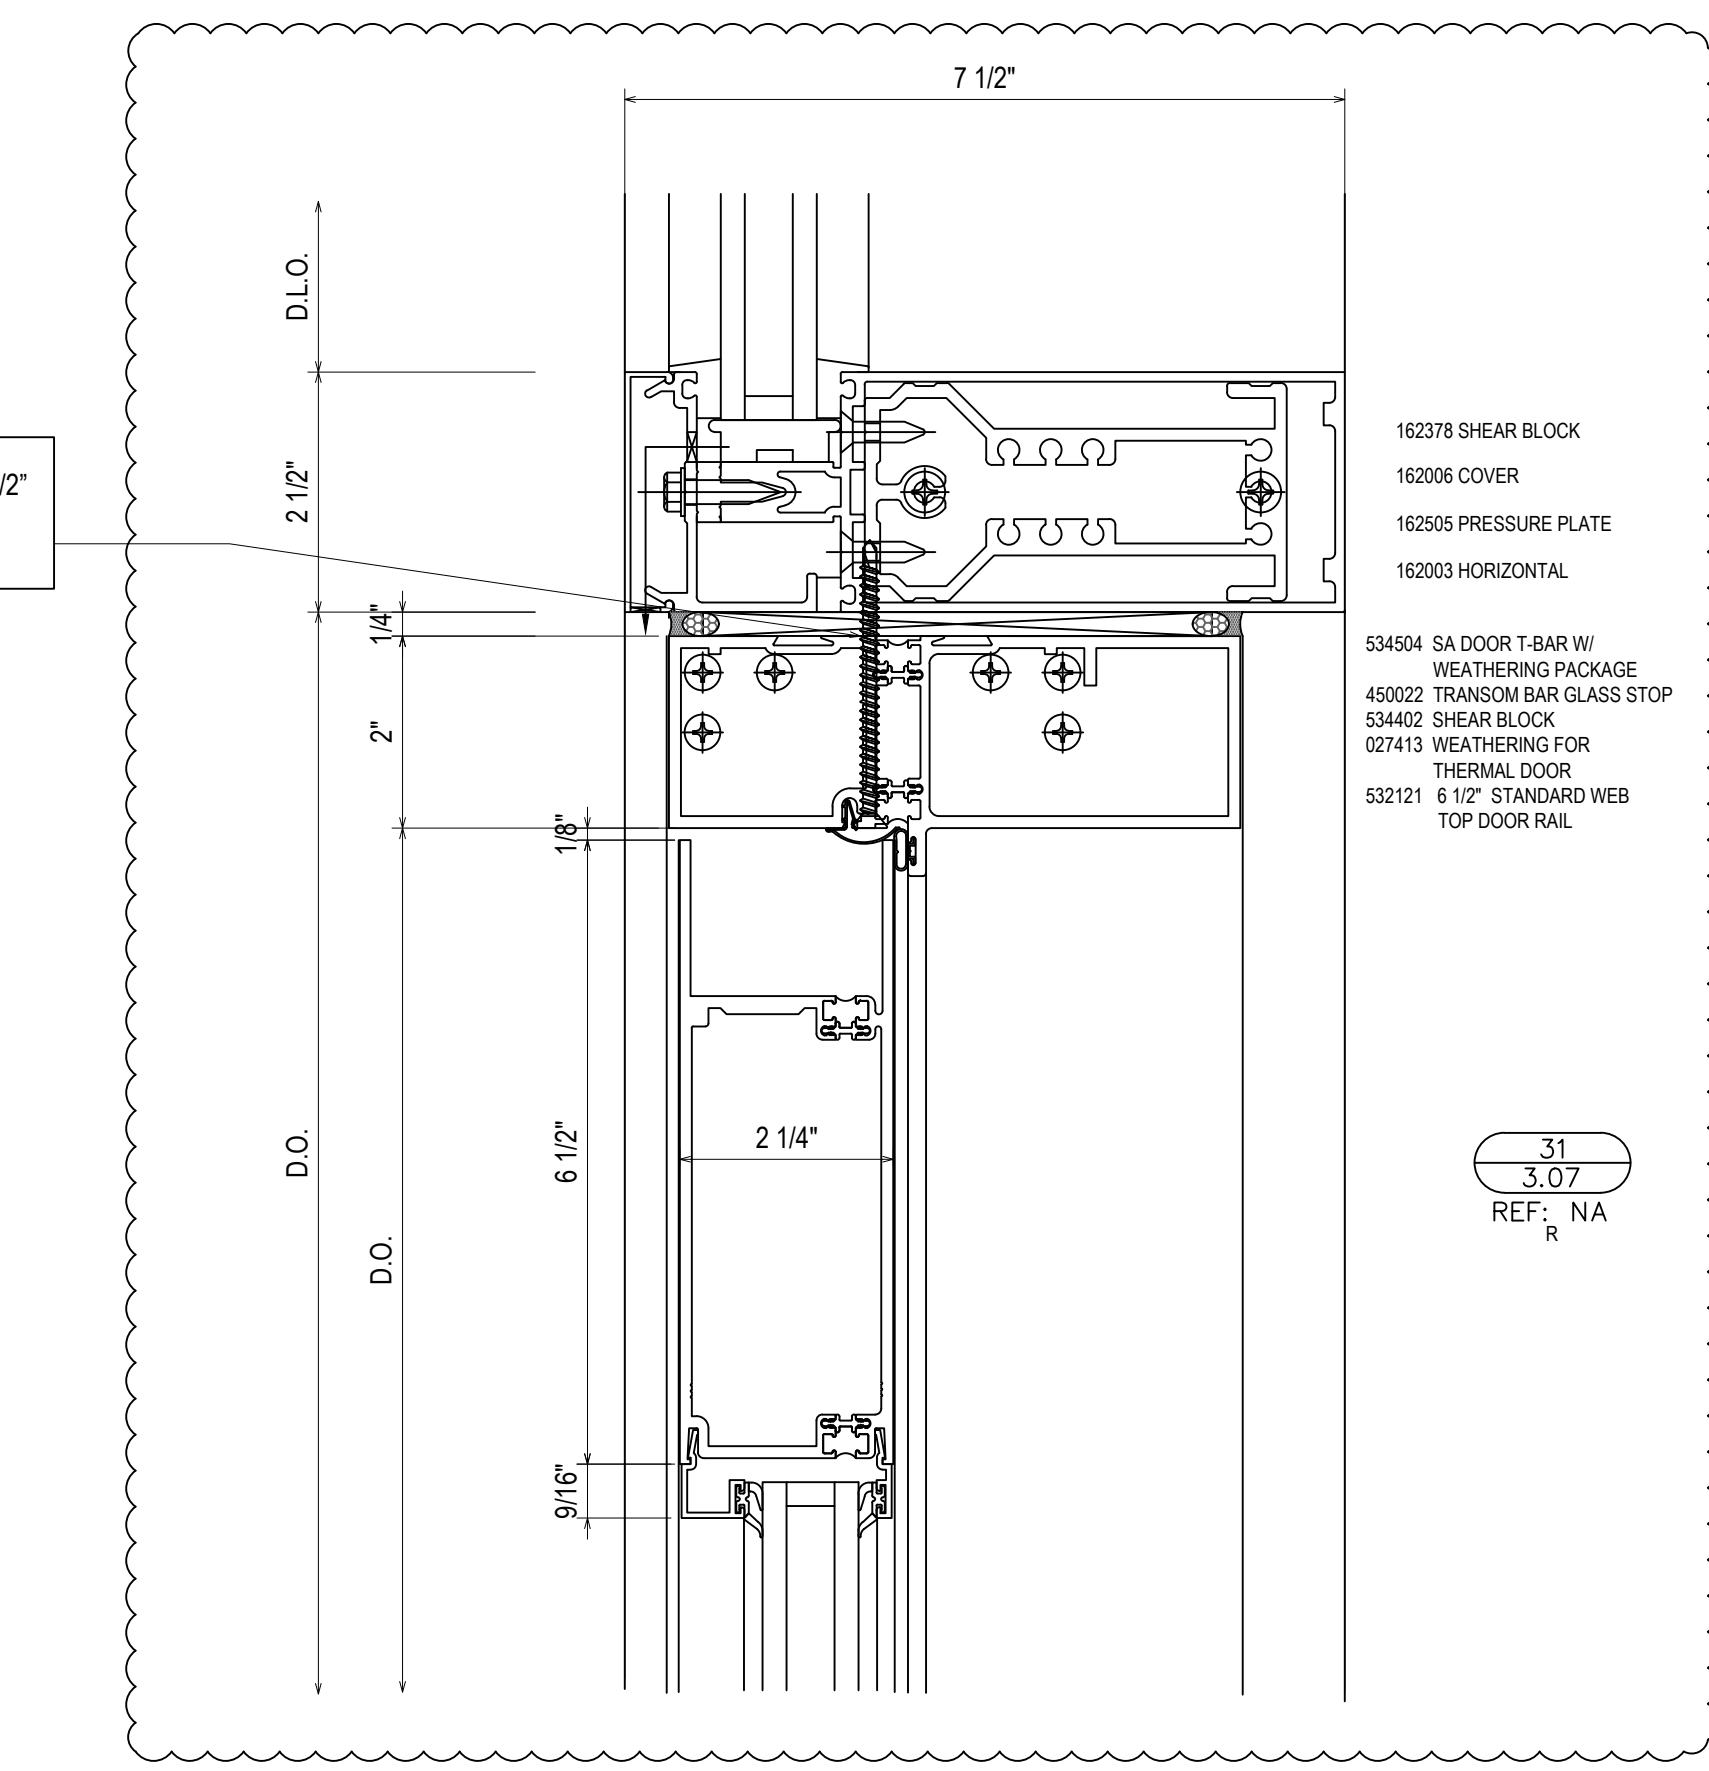 7 1/2"
D.L.O.
2 1/2"
/2”
1/4"
2"
1/8"
6 1/2"
2 1/4"
9/16"
D.O.
D.O.
162378 SHEAR BLOCK
162006 COVER
162505 PRESSURE PLATE
162003 HORIZONTAL
534504 SA DOOR T-BAR W/
WEATHERING PACKAGE
450022 TRANSOM BAR GLASS STOP
534402 SHEAR BLOCK
027413 WEATHERING FOR
THERMAL DOOR
532121 6 1/2" STANDARD WEB
TOP DOOR RAIL
31
3.07
REF: NA
R